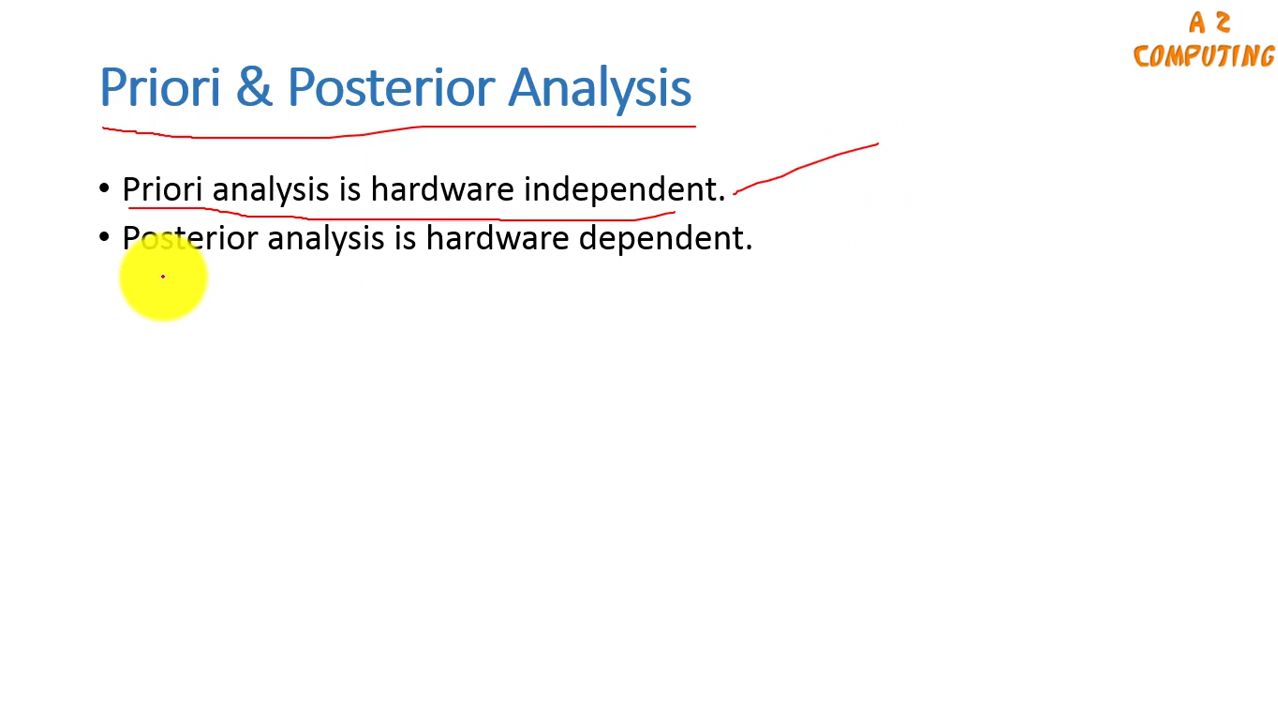 A 2
COMPUTING
Priori & Posterior Analysis
• Priori analysis is hardware independent.
• Posterior analysis is hardware dependent.